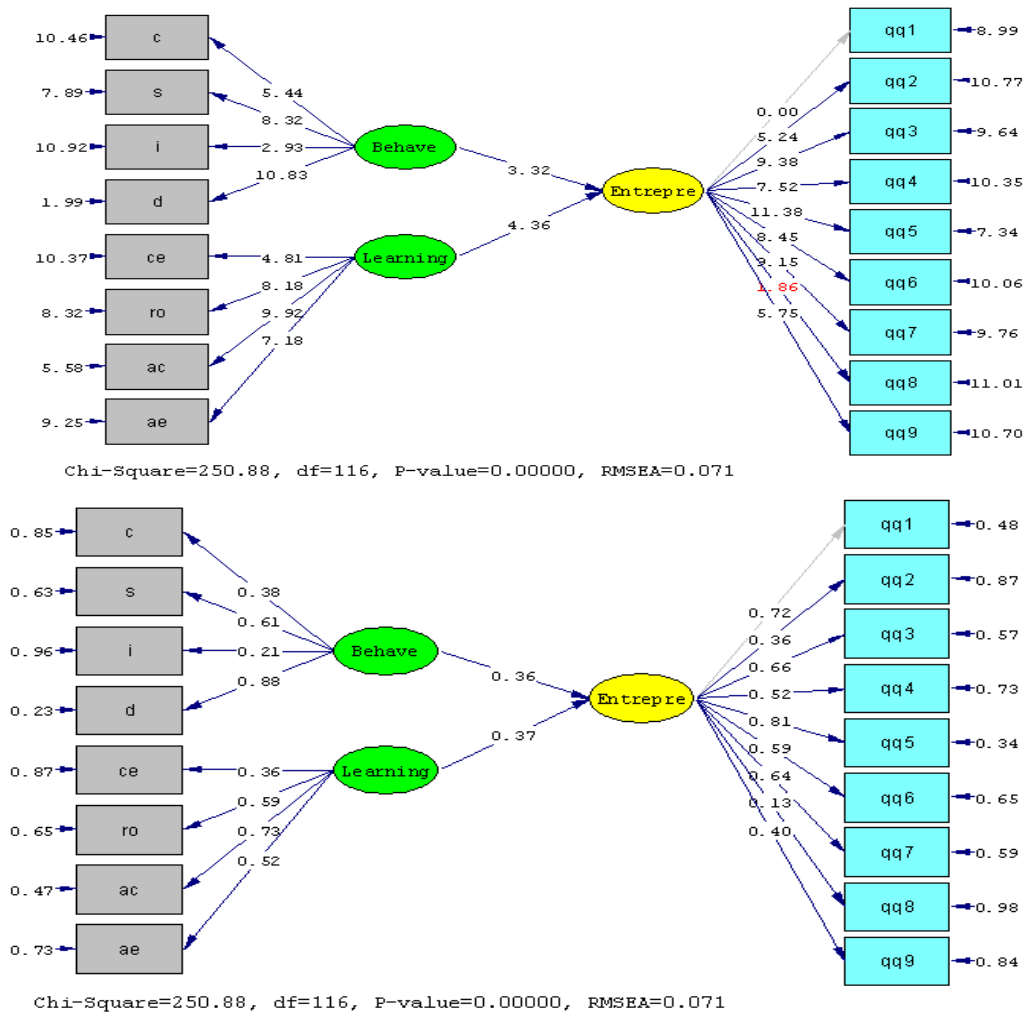 10.46 c
7.89 s
10.92 i
1.99 d
10.37 ce
8.32 ro
5.58 ac
9.25 ae
5.44
8.32
2.93
10.83
4.81
8.18
9.92
7.18
Behave
Learning
3.32
4.36
Entrepre
0.00
5.24
9.38
7.52
11.38
8.45
9.15
1.86
5.75
qq1 8.99
qq2 10.77
qq3 9.64
qq4 10.35
qq5 7.34
qq6 10.06
qq7 9.76
qq8 11.01
qq9 10.70
Chi-Square=250.88, df=116, P-value=0.00000, RMSEA=0.071
0.85 c
0.63 s
0.96 i
0.23 d
0.87 ce
0.65 ro
0.47 ac
0.73 ae
0.38
0.61
0.21
0.88
0.36
0.59
0.73
0.52
Behave
Learning
0.36
0.37
Entrepre
0.72
0.36
0.66
0.52
0.81
0.59
0.64
0.13
0.40
qq1 0.48
qq2 0.87
qq3 0.57
qq4 0.73
qq5 0.34
qq6 0.65
qq7 0.59
qq8 0.98
qq9 0.84
Chi-Square=250.88, df=116, P-value=0.00000, RMSEA=0.071